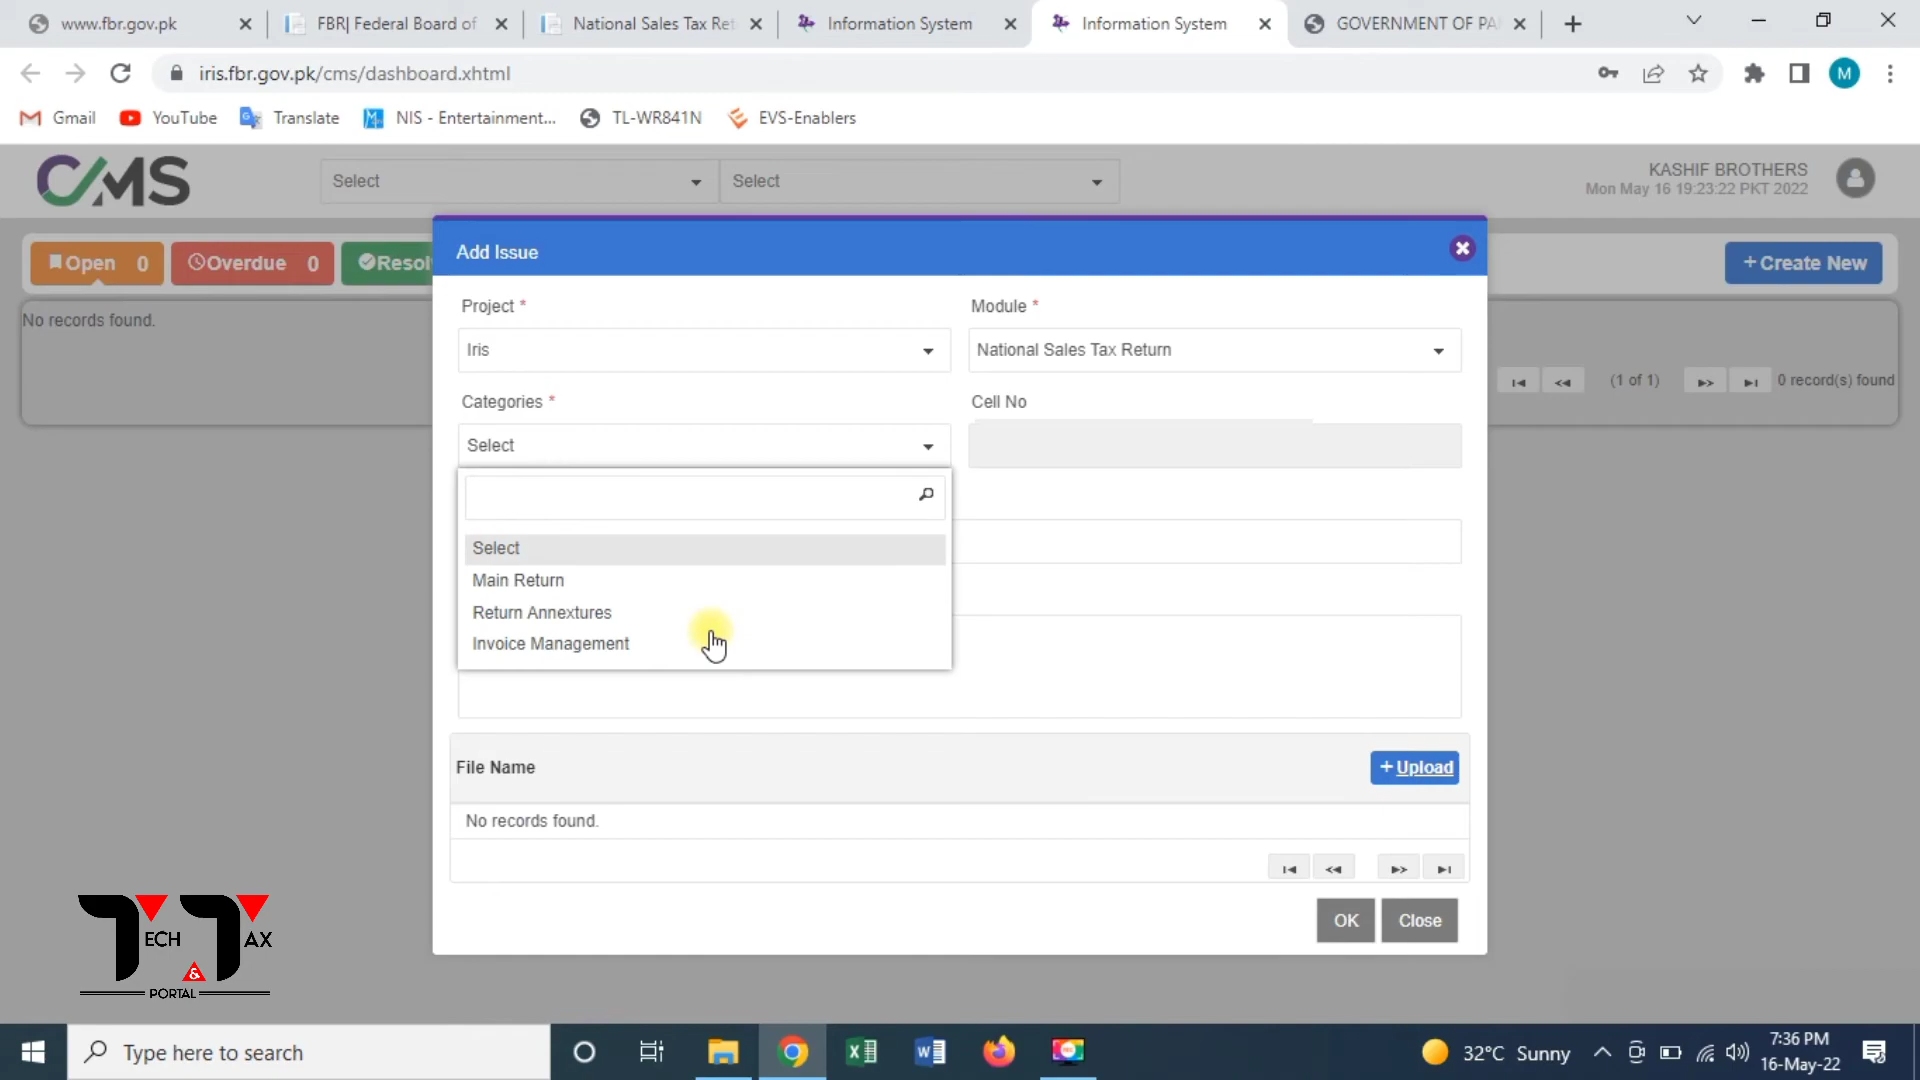 www.fbr.gov.pk
FBR| Federal Board of
National Sales Tax Ret
Information System
Information System
GOVERNMENT OF PA
iris.fbr.gov.pk/cms/dashboard.xhtml
M
Gmail
YouTube
Translate
NIS - Entertainment...
TL-WR841N
EVS-Enablers
CMS
Select
Select
KASHIF BROTHERS
Mon May 16 19:23:22 PKT 2022
Open 0
Overdue 0
Resol
+ Create New
No records found.
(1 of 1)
0 record(s) found
Add Issue
Project *
Module *
Iris
National Sales Tax Return
Categories *
Cell No
Select
Select
Main Return
Return Annextures
Invoice Management
File Name
+ Upload
No records found.
OK
Close
TECH & TAX
PORTAL
Type here to search
32°C Sunny
7:36 PM
16-May-22